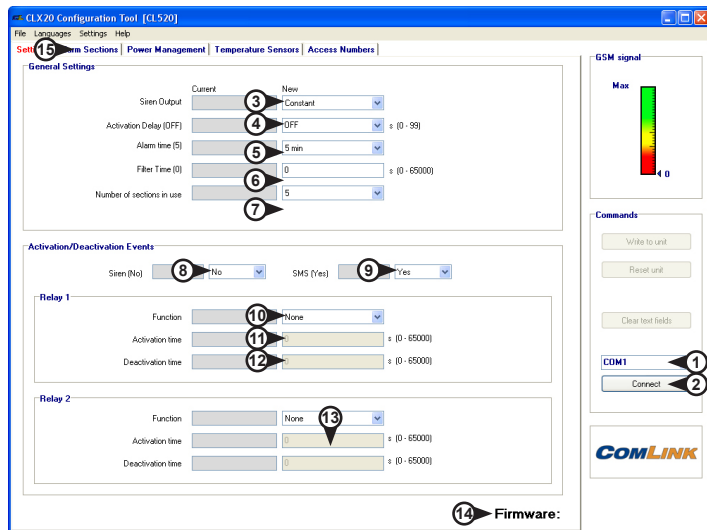 CLX20 Configuration Tool [CL520]
File Languages Settings Help
15 Sections Power Management Temperature Sensors Access Numbers
General Settings
Current New
Siren Output 3 Constant
Activation Delay (OFF) 4 OFF s (0 - 99)
Alarm time (5) 5 5 min
Filter Time (0) 6 0 s (0 - 65000)
Number of sections in use 7 5
Activation/Deactivation Events
Siren (No) 8 No SMS (Yes) 9 Yes
Relay 1
Function 10 None
Activation time 11 0 s (0 - 65000)
Deactivation time 12 0 s (0 - 65000)
Relay 2
Function None 13
Activation time 0 s (0 - 65000)
Deactivation time 0 s (0 - 65000)
14 Firmware:
GSM signal
Max
0
Commands
Write to unit
Reset unit
Clear text fields
COM1 1
Connect 2
COMLINK